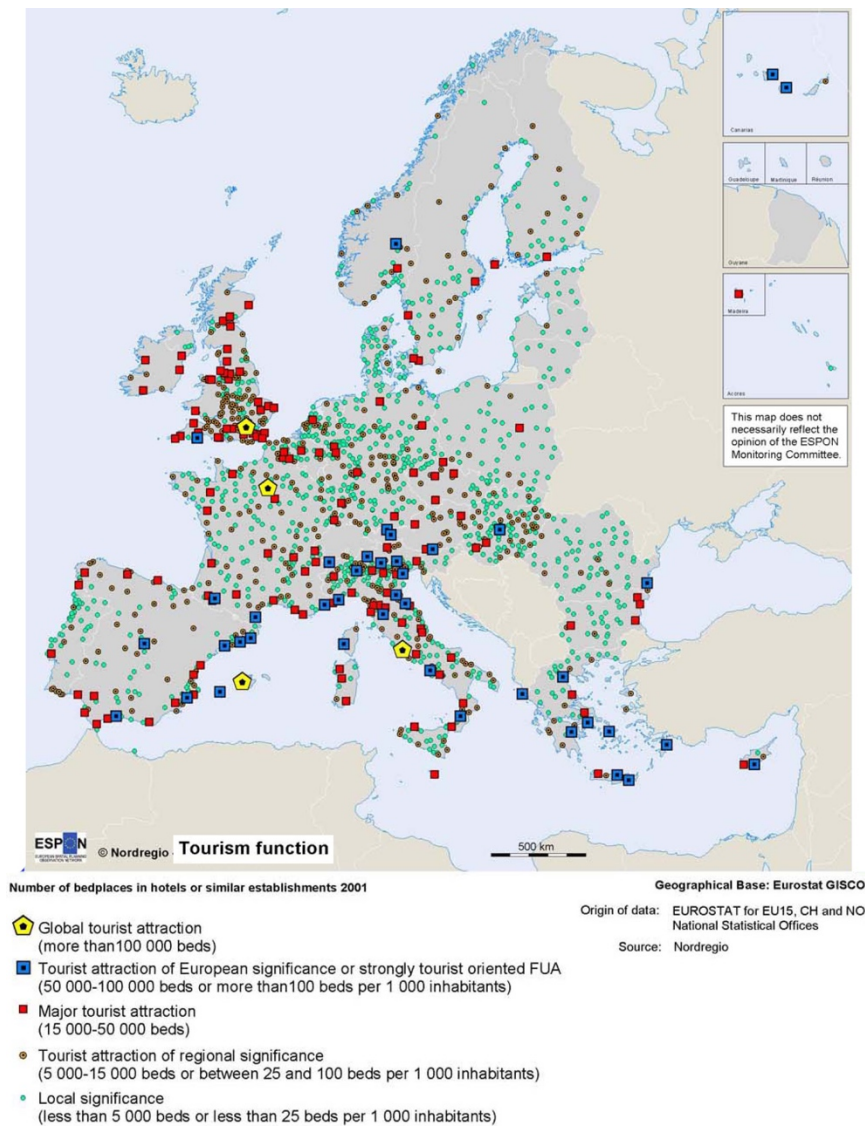 Canarias
Guadeloupe
Martinique
Réunion
Guyane
Madeira
Acores
This map does not
necessarily reflect the
opinion of the ESPON
Monitoring Committee.
500 km
ESPON
EUROPEAN SPATIAL PLANNING
OBSERVATION NETWORK
© Nordregio - Tourism function
Number of bedplaces in hotels or similar establishments 2001
Geographical Base: Eurostat GISCO
Origin of data: EUROSTAT for EU15, CH and NO
National Statistical Offices
Source: Nordregio
Global tourist attraction
(more than100 000 beds)
Tourist attraction of European significance or strongly tourist oriented FUA
(50 000-100 000 beds or more than100 beds per 1 000 inhabitants)
Major tourist attraction
(15 000-50 000 beds)
Tourist attraction of regional significance
(5 000-15 000 beds or between 25 and 100 beds per 1 000 inhabitants)
Local significance
(less than 5 000 beds or less than 25 beds per 1 000 inhabitants)